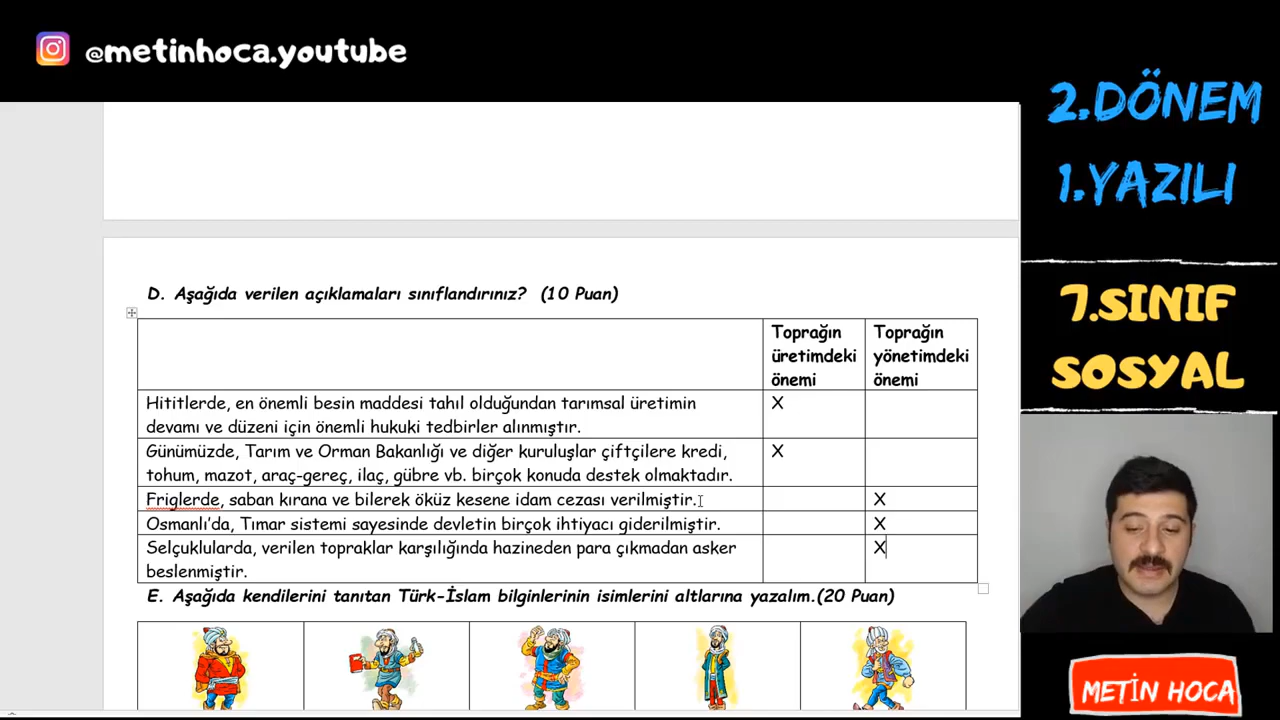 @metinhoca.youtube
2.DÖNEM
1.YAZILI
7.SINIF
SOSYAL
D. Aşağıda verilen açıklamaları sınıflandırınız? (10 Puan)
Toprağın üretimdeki önemi
Toprağın yönetimdeki önemi
Hititlerde, en önemli besin maddesi tahıl olduğundan tarımsal üretimin
devamı ve düzeni için önemli hukuki tedbirler alınmıştır.
X
Günümüzde, Tarım ve Orman Bakanlığı ve diğer kuruluşlar çiftçilere kredi,
tohum, mazot, araç-gereç, ilaç, gübre vb. birçok konuda destek olmaktadır.
X
Friglerde, saban kırana ve bilerek öküz kesene idam cezası verilmiştir.
X
Osmanlı'da, Tımar sistemi sayesinde devletin birçok ihtiyacı giderilmiştir.
X
Selçuklularda, verilen topraklar karşılığında hazineden para çıkmadan asker
beslenmiştir.
X
E. Aşağıda kendilerini tanıtan Türk-İslam bilginlerinin isimlerini altlarına yazalım.(20 Puan)
METİN HOCA